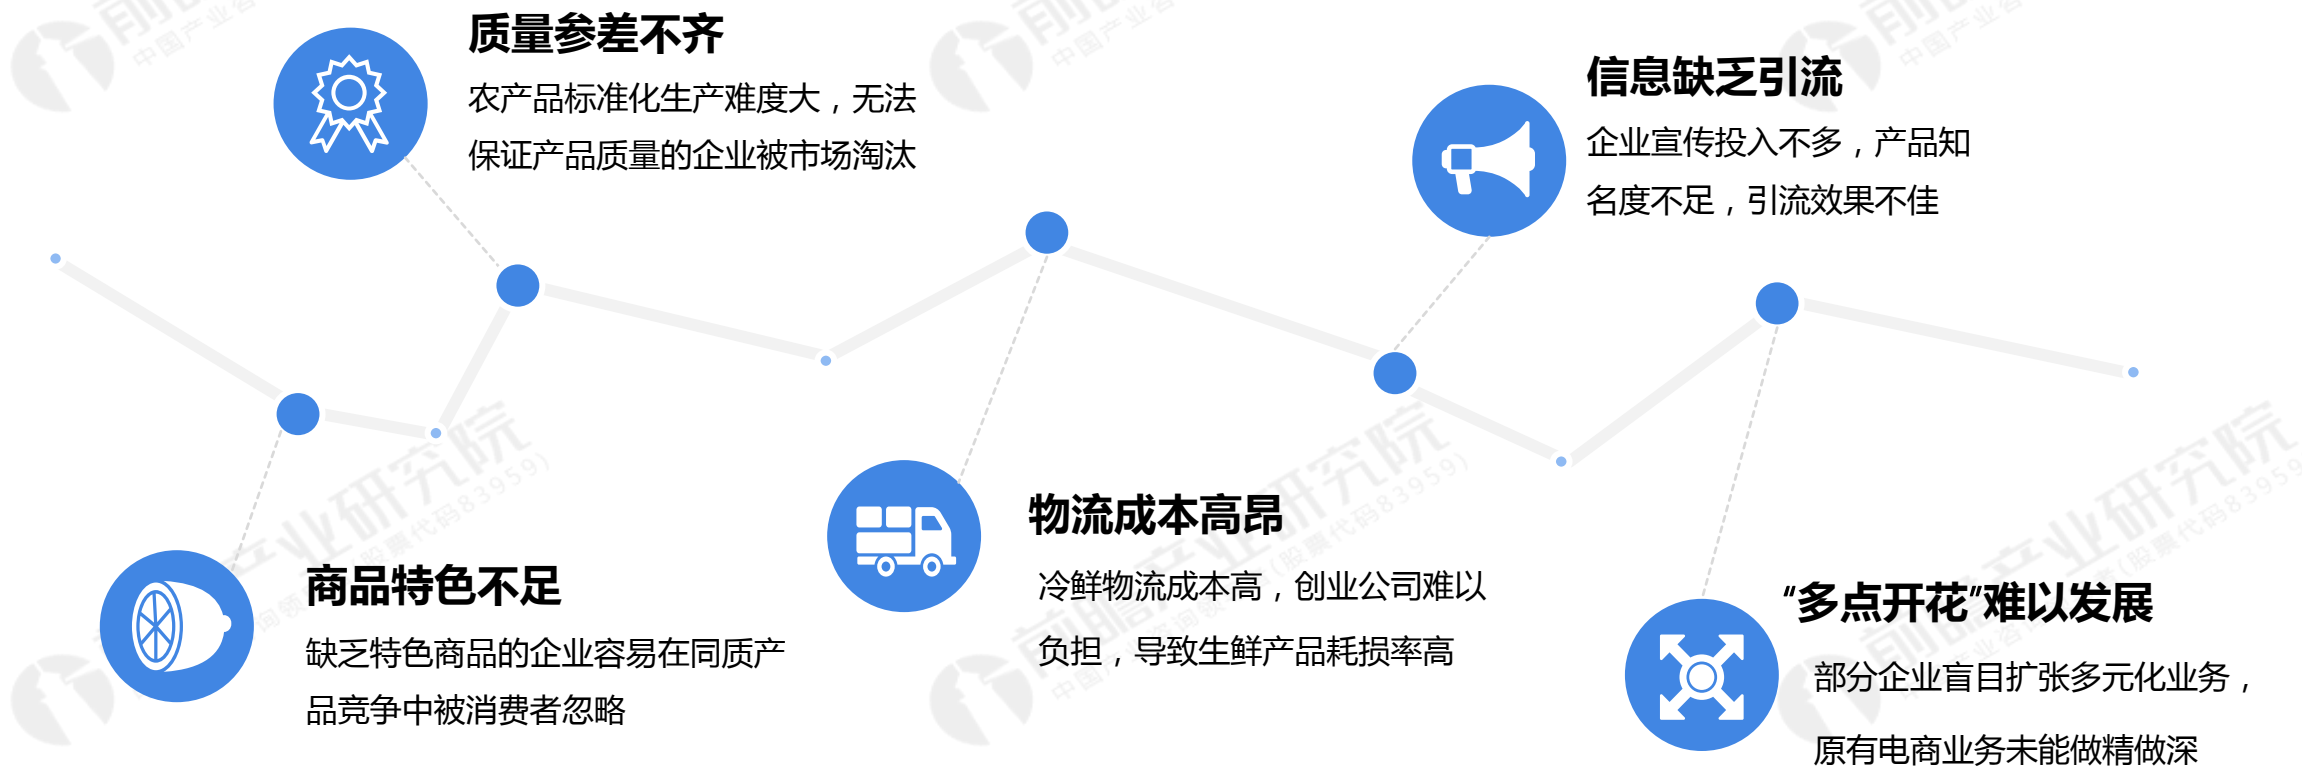 质量参差不齐
农产品标准化生产难度大，无法
保证产品质量的企业被市场淘汰
信息缺乏引流
企业宣传投入不多，产品知
名度不足，引流效果不佳
商品特色不足
缺乏特色商品的企业容易在同质产
品竞争中被消费者忽略
物流成本高昂
冷鲜物流成本高，创业公司难以
负担，导致生鲜产品耗损率高
“多点开花”难以发展
部分企业盲目扩张多元化业务，
原有电商业务未能做精做深
前瞻产业研究院